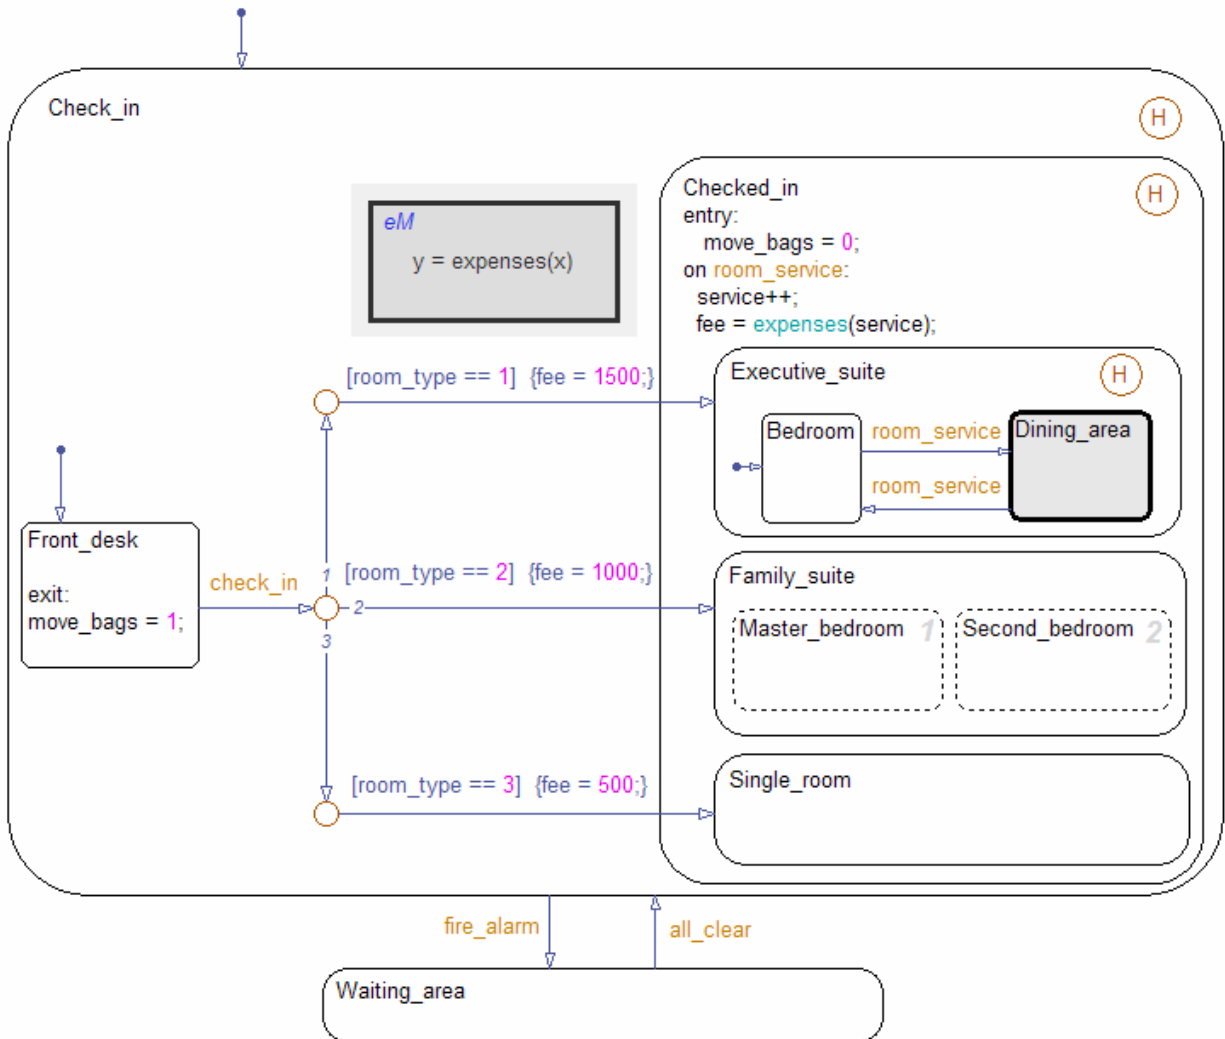 Check_in
H
Checked_in
H
entry:
move_bags = 0;
on room_service:
service++;
fee = expenses(service);
eM
y = expenses(x)
[room_type == 1] {fee = 1500;}
Executive_suite
H
Bedroom
room_service
Dining_area
room_service
Front_desk
exit:
move_bags = 1;
check_in
1
2
3
[room_type == 2] {fee = 1000;}
Family_suite
Master_bedroom 1
Second_bedroom 2
[room_type == 3] {fee = 500;}
Single_room
fire_alarm
all_clear
Waiting_area